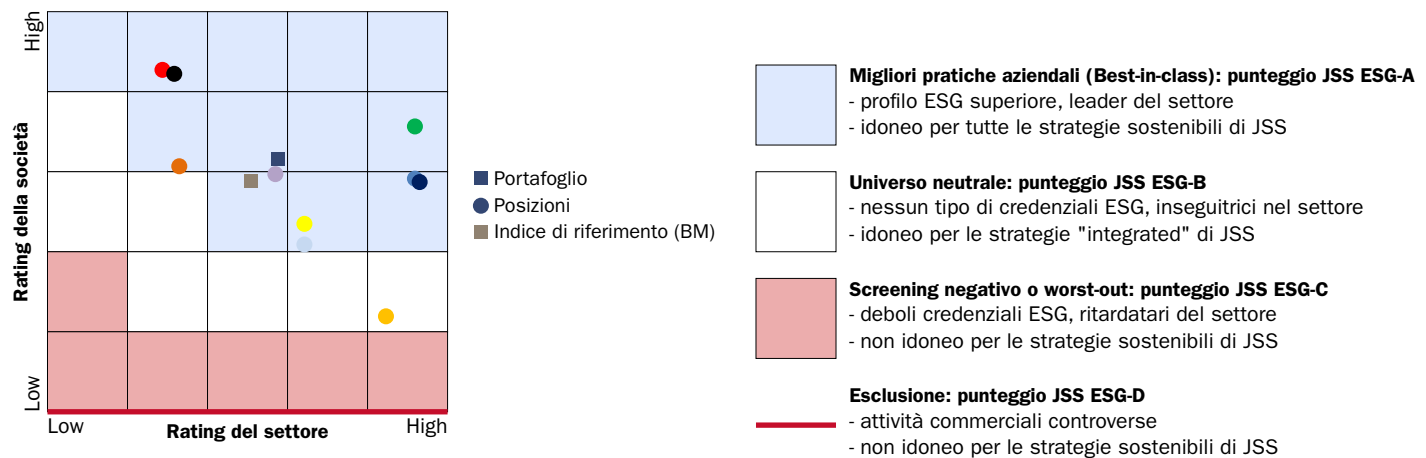 High
Rating della società
Low
Low
Rating del settore
High
Portafoglio
Posizioni
Indice di riferimento (BM)
Migliori pratiche aziendali (Best-in-class): punteggio JSS ESG-A
- profilo ESG superiore, leader del settore
- idoneo per tutte le strategie sostenibili di JSS
Universo neutrale: punteggio JSS ESG-B
- nessun tipo di credenziali ESG, inseguitrici nel settore
- idoneo per le strategie "integrated" di JSS
Screening negativo o worst-out: punteggio JSS ESG-C
- deboli credenziali ESG, ritardatari del settore
- non idoneo per le strategie sostenibili di JSS
Esclusione: punteggio JSS ESG-D
- attività commerciali controverse
- non idoneo per le strategie sostenibili di JSS